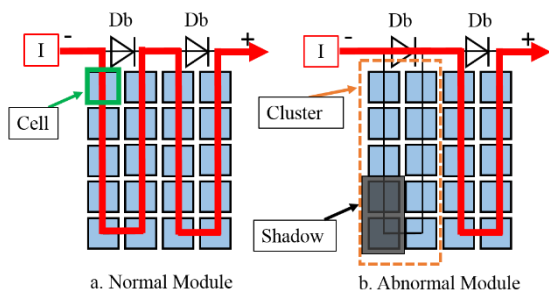 Db
Db
I
-
+
Cell
a. Normal Module
Db
Db
I
-
+
Cluster
Shadow
b. Abnormal Module